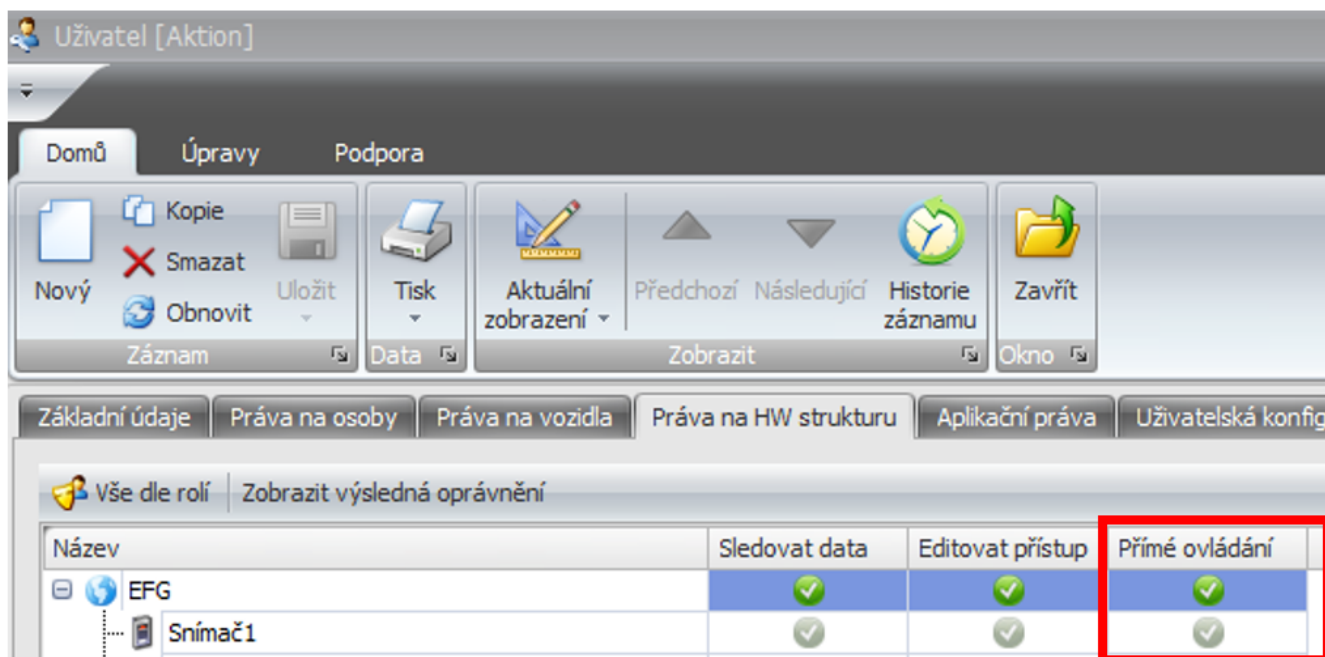 Uživatel [Aktion]
Domů Úpravy Podpora
Nový
Kopie
Smazat
Obnovit
Uložit
Tisk
Aktuální
zobrazení
Předchozí
Následující
Historie
záznamu
Zavřít
Záznam Data Zobrazit Okno
Základní údaje Práva na osoby Práva na vozidla Práva na HW strukturu Aplikační práva Uživatelská konfig
Vše dle rolí Zobrazit výsledná oprávnění
Název Sledovat data Editovat přístup Přímé ovládání
EFG
Snímač1